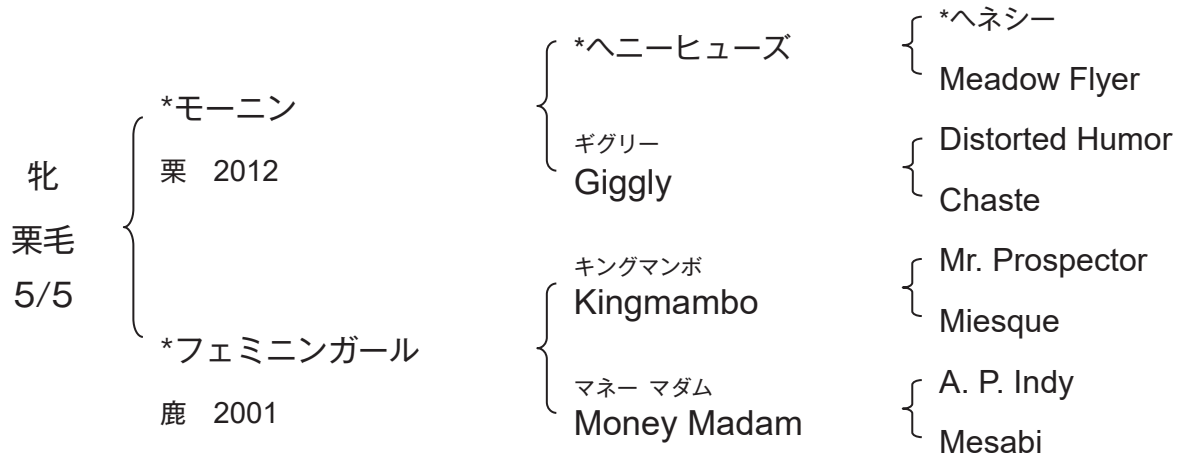 牝
栗毛
5/5
*モーニン
栗 2012
*フェミニンガール
鹿 2001
*ヘニーヒューズ
ギグリー
Giggly
キングマンボ
Kingmambo
マネー マダム
Money Madam
*ヘネシー
Meadow Flyer
Distorted Humor
Chaste
Mr. Prospector
Miesque
A. P. Indy
Mesabi